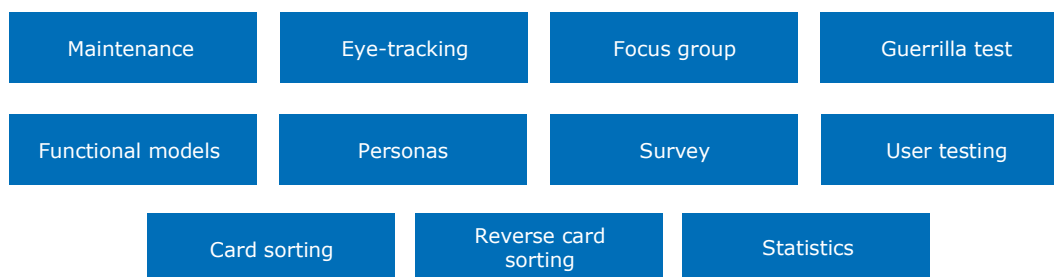 Maintenance
Eye-tracking
Focus group
Guerrilla test
Functional models
Personas
Survey
User testing
Card sorting
Reverse card
sorting
Statistics